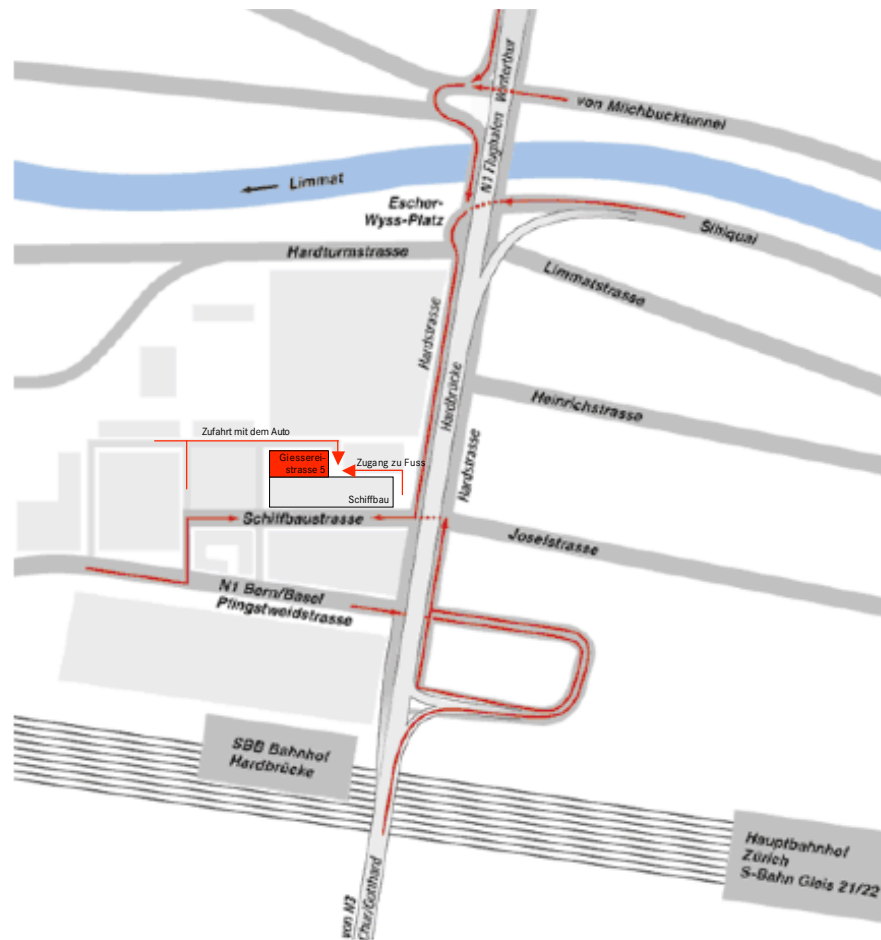 N1 Flughafen Winterthur
von Milchbucktunnel
Limmat
Escher-
Wyss-Platz
Sihlquai
Hardturmstrasse
Limmatstrasse
Hardstrasse
Hardbrücke
Heinrichstrasse
Hardstrasse
Zufahrt mit dem Auto
Giesserei-
strasse 5
Zugang zu Fuss
Schiffbau
Schiffbaustrasse
Josefstrasse
N1 Bern/Basel
Pfingstweidstrasse
SBB Bahnhof
Hardbrücke
Hauptbahnhof
Zürich
S-Bahn Gleis 21/22
von N3
Chur/Gotthard